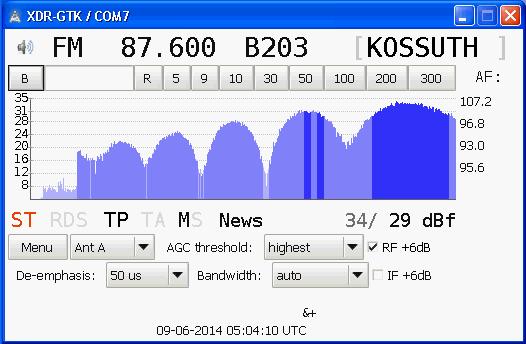 XDR-GTK / COM7
FM 87.600 B203 [KOSSUTH ]
B R 5 9 10 30 50 100 200 300 AF:
35
31
28
24
20
16
12
8
107.2
96.8
93.0
95.6
ST RDS TP TA MS News 34/ 29 dBf
Menu Ant A AGC threshold: highest RF +6dB
De-emphasis: 50 us Bandwidth: auto IF +6dB
&+
09-06-2014 05:04:10 UTC